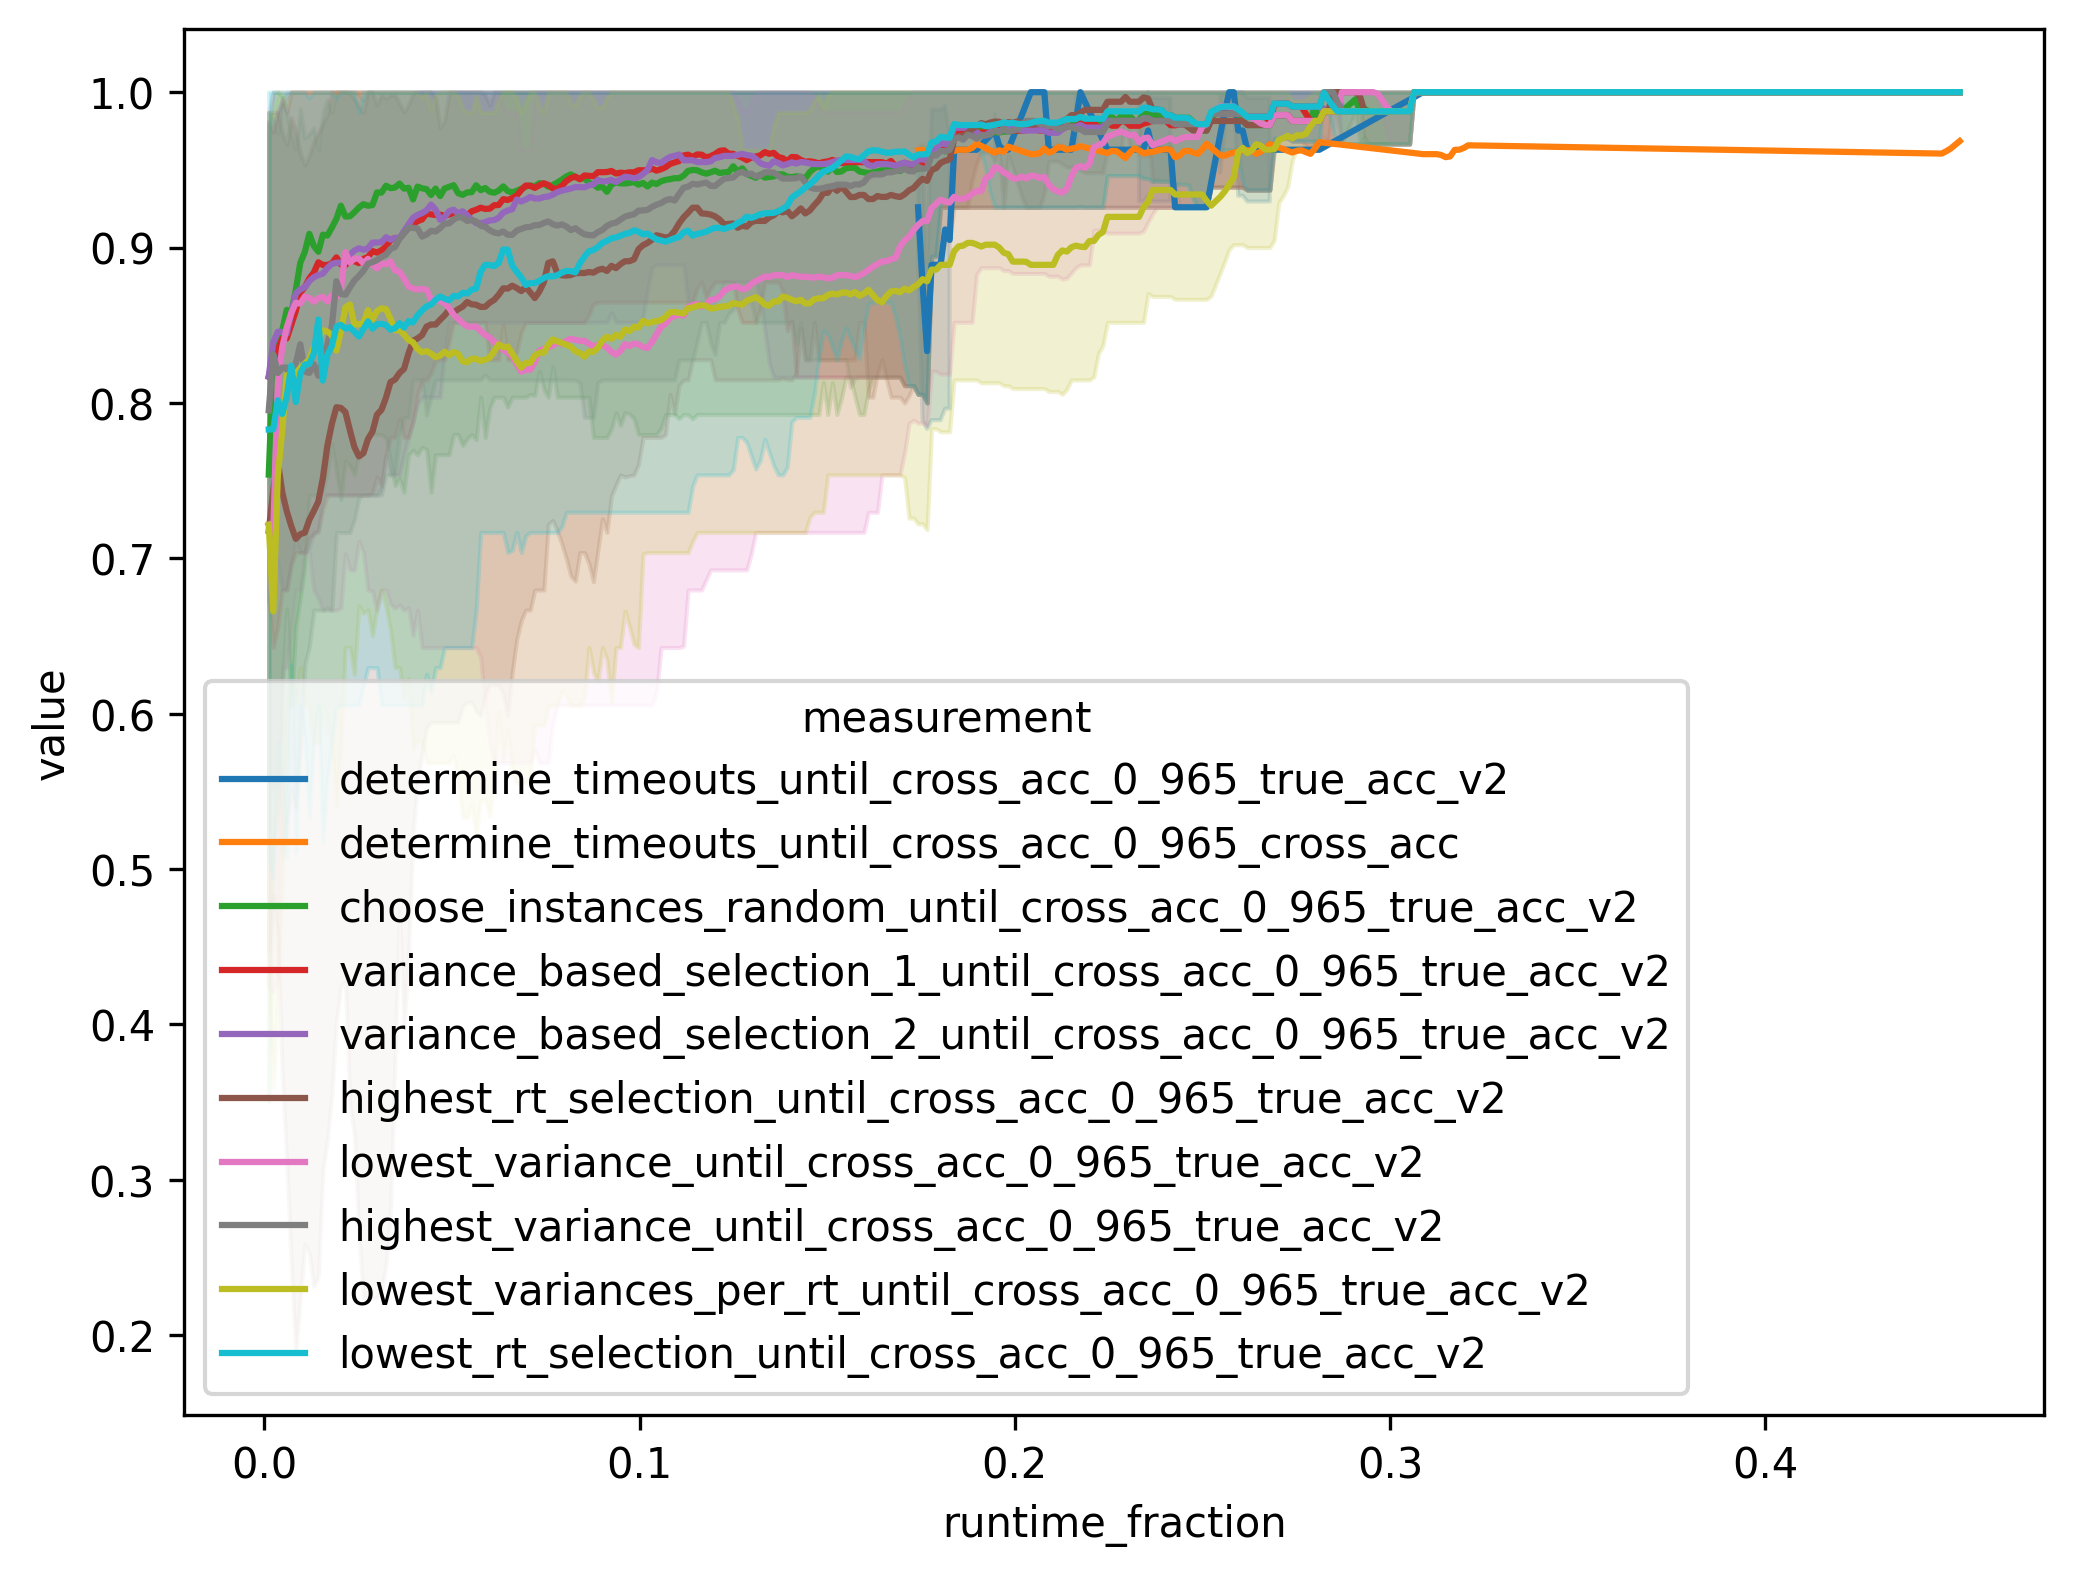 1.0
0.9
0.8
0.7
0.6
0.5
0.4
0.3
0.2
value
measurement
determine_timeouts_until_cross_acc_0_965_true_acc_v2
determine_timeouts_until_cross_acc_0_965_cross_acc
choose_instances_random_until_cross_acc_0_965_true_acc_v2
variance_based_selection_1_until_cross_acc_0_965_true_acc_v2
variance_based_selection_2_until_cross_acc_0_965_true_acc_v2
highest_rt_selection_until_cross_acc_0_965_true_acc_v2
lowest_variance_until_cross_acc_0_965_true_acc_v2
highest_variance_until_cross_acc_0_965_true_acc_v2
lowest_variances_per_rt_until_cross_acc_0_965_true_acc_v2
lowest_rt_selection_until_cross_acc_0_965_true_acc_v2
0.0 0.1 0.2 0.3 0.4
runtime_fraction